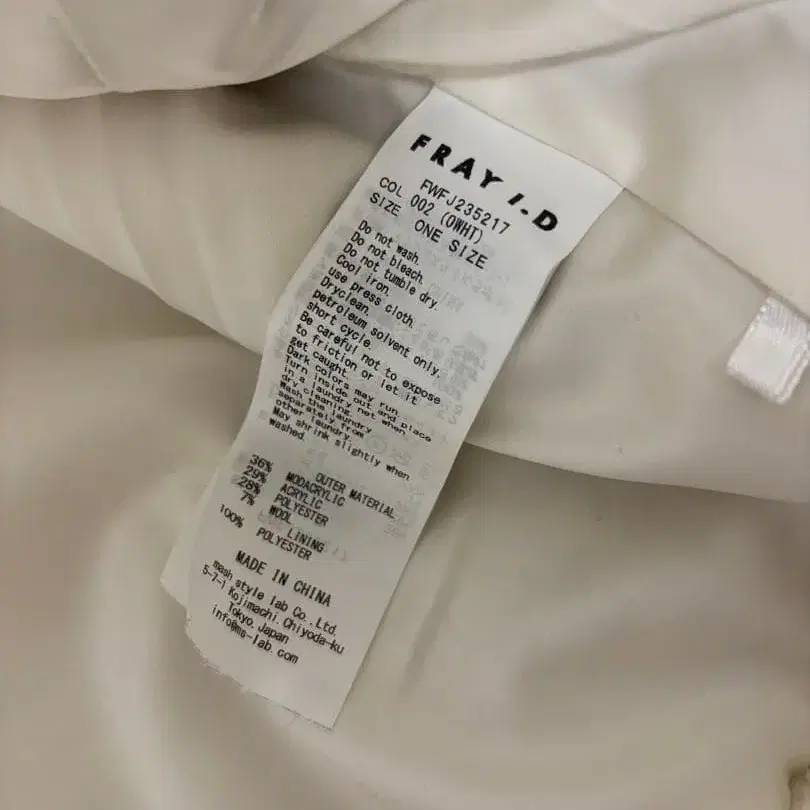 FRAY I.D
FWFJ235217
COL 002 (OWHT)
SIZE ONE SIZE
Do not wash.
Do not bleach.
Do not tumble dry.
Cool iron.
use press cloth.
Dryclean.
petroleum solvent only.
short cycle.
Be careful not to expose
to friction or let it
get caught.
Dark colors may run.
Turn inside out and place
in a laundry net when
dry cleaning.
Wash the laundry
separately from
other laundry.
May shrink slightly when
washed.
OUTER MATERIAL
36% MODACRYLIC
29% ACRYLIC
28% POLYESTER
7% WOOL
LINING
100% POLYESTER
MADE IN CHINA
mash style lab Co.,Ltd.
5-7-1 Kojimachi,Chiyoda-ku
Tokyo,Japan
info@ms-lab.com